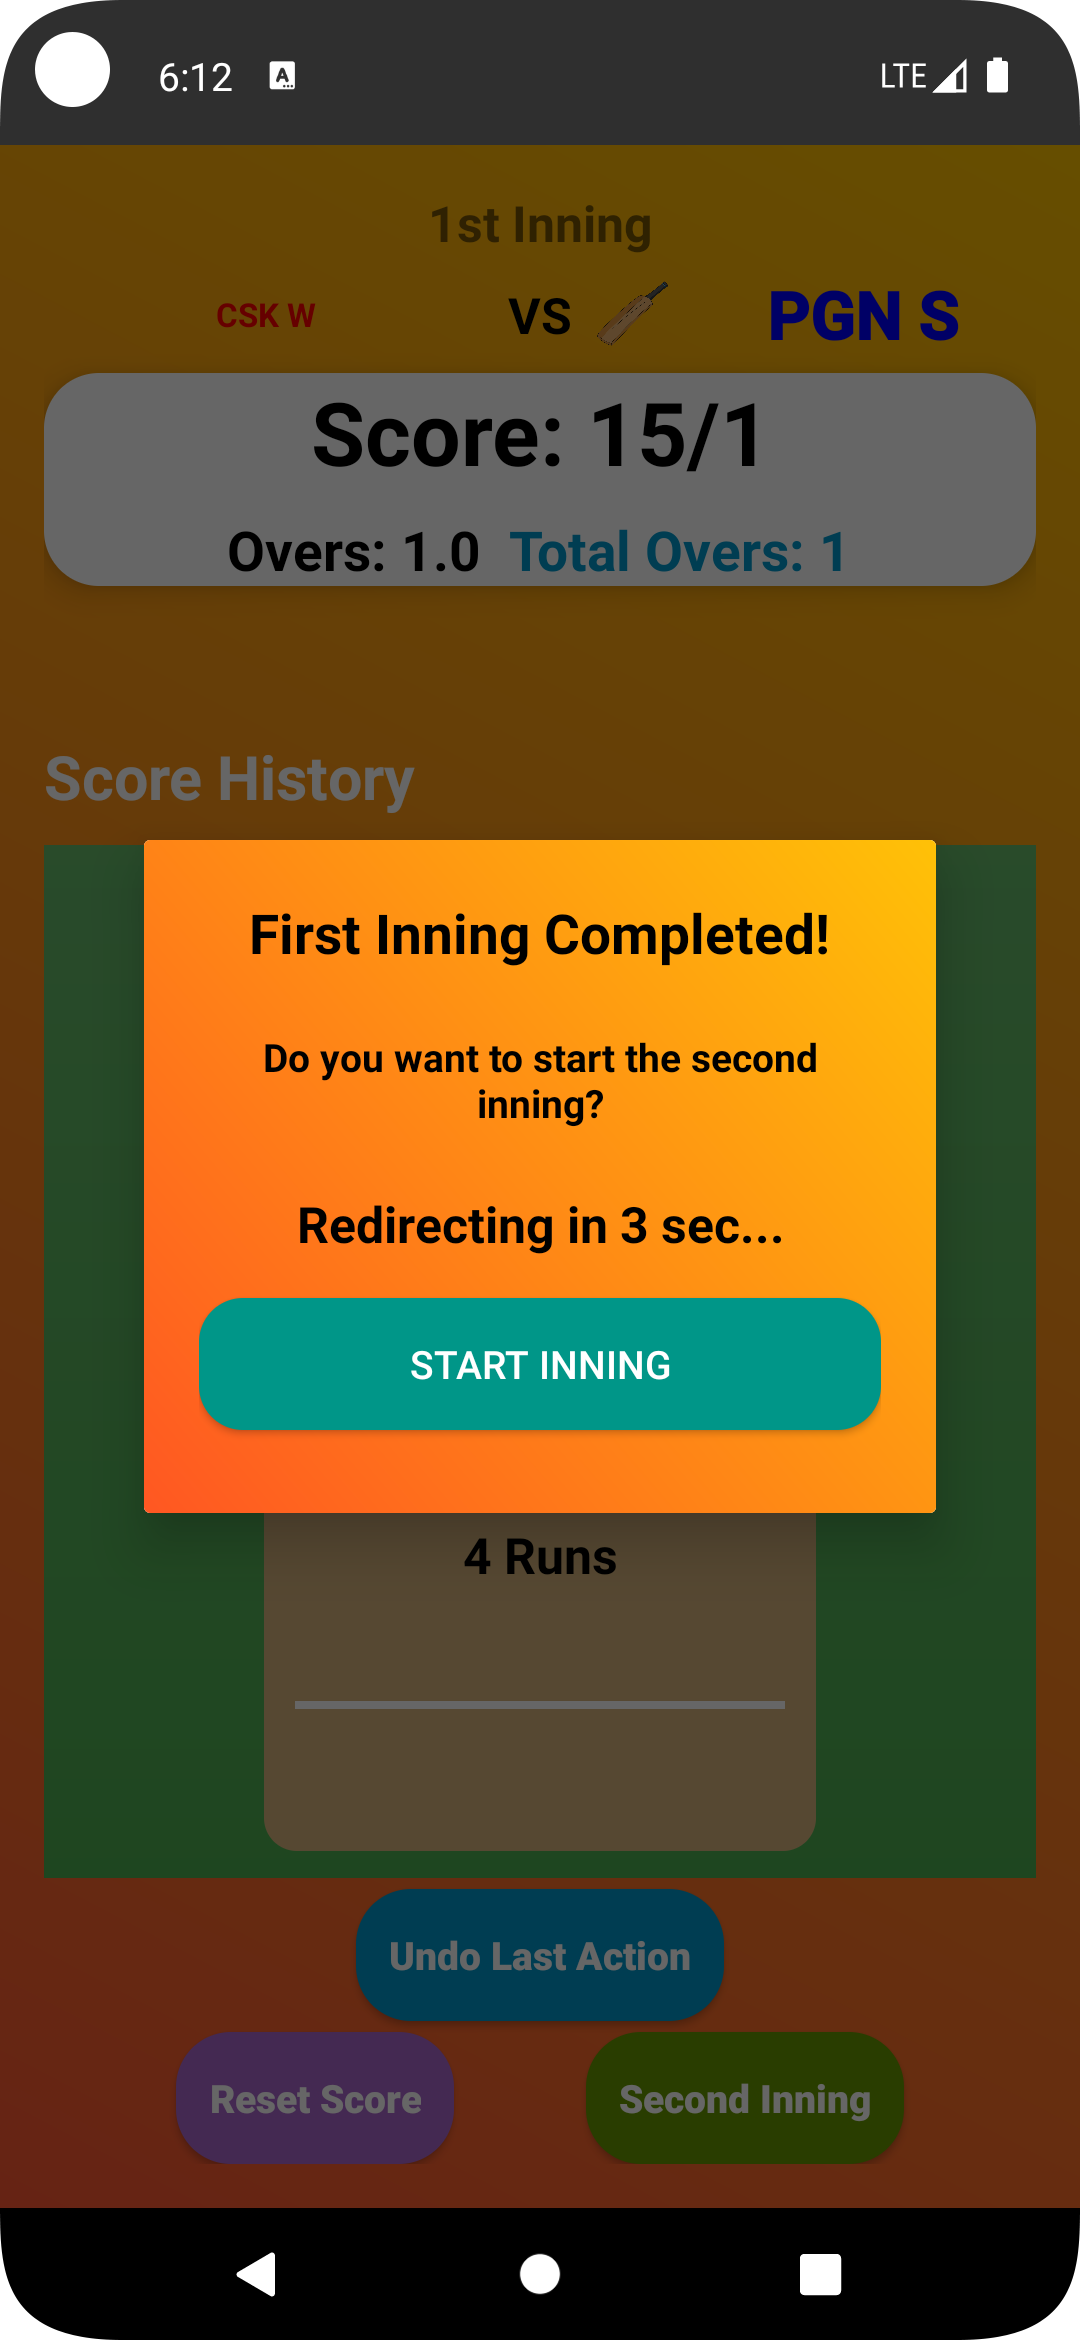 6:12
LTE
1st Inning
CSK W VS PGN S
Score: 15/1
Overs: 1.0 Total Overs: 1
Score History
First Inning Completed!
Do you want to start the second
inning?
Redirecting in 3 sec...
START INNING
4 Runs
Undo Last Action
Reset Score
Second Inning